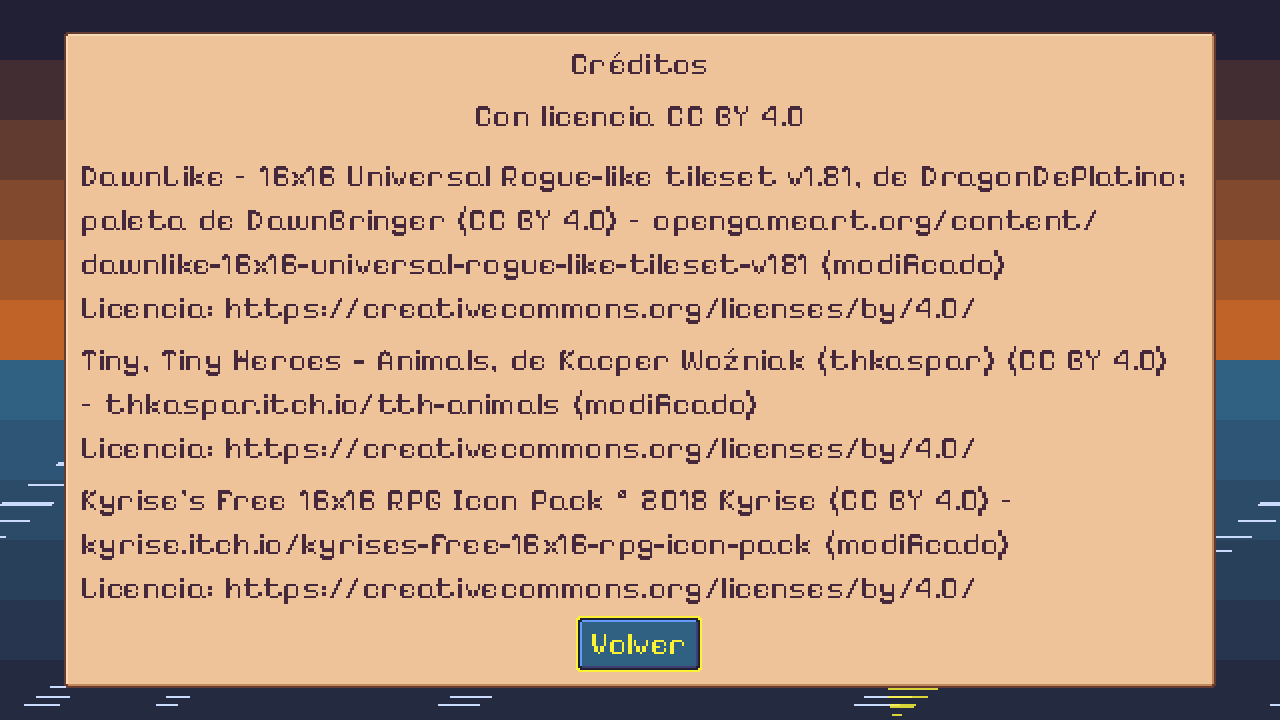 Créditos
Con licencia CC BY 4.0
DawnLike - 16x16 Universal Rogue-like tileset v1.81, de DragonDePlatino;
paleta de DawnBringer (CC BY 4.0) - opengameart.org/content/
dawnlike-16x16-universal-rogue-like-tileset-v181 (modificado)
Licencia: https://creativecommons.org/licenses/by/4.0/
Tiny, Tiny Heroes - Animals, de Kacper Woźniak (thkaspar) (CC BY 4.0)
- thkaspar.itch.io/tth-animals (modificado)
Licencia: https://creativecommons.org/licenses/by/4.0/
Kyrise's Free 16x16 RPG Icon Pack ° 2018 Kyrise (CC BY 4.0) -
kyrise.itch.io/kyrises-free-16x16-rpg-icon-pack (modificado)
Licencia: https://creativecommons.org/licenses/by/4.0/
Volver